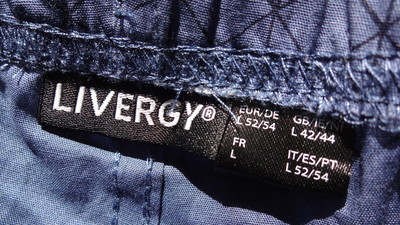 LIVERGY®
EUR/DE
L 52/54
FR
L
L 42/44
IT/ES/PT
L 52/54